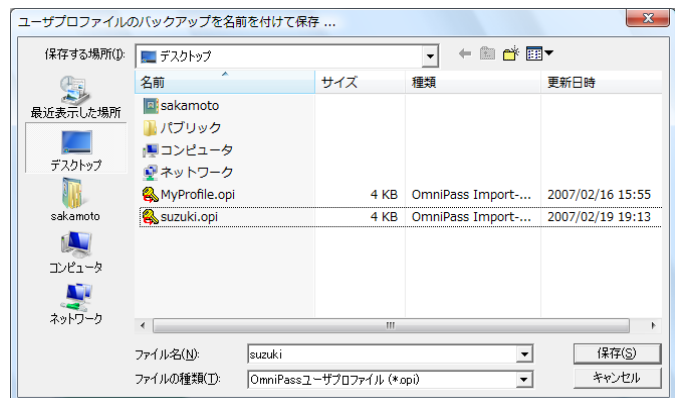 ユーザプロファイルのバックアップを名前を付けて保存 ...
保存する場所(I):
デスクトップ
名前 サイズ 種類 更新日時
最近表示した場所
デスクトップ
sakamoto
コンピュータ
ネットワーク
sakamoto
パブリック
コンピュータ
ネットワーク
MyProfile.opi 4 KB OmniPass Import-... 2007/02/16 15:55
suzuki.opi 4 KB OmniPass Import-... 2007/02/19 19:13
ファイル名(N): suzuki 保存(S)
ファイルの種類(T): OmniPassユーザプロファイル (*.opi) キャンセル